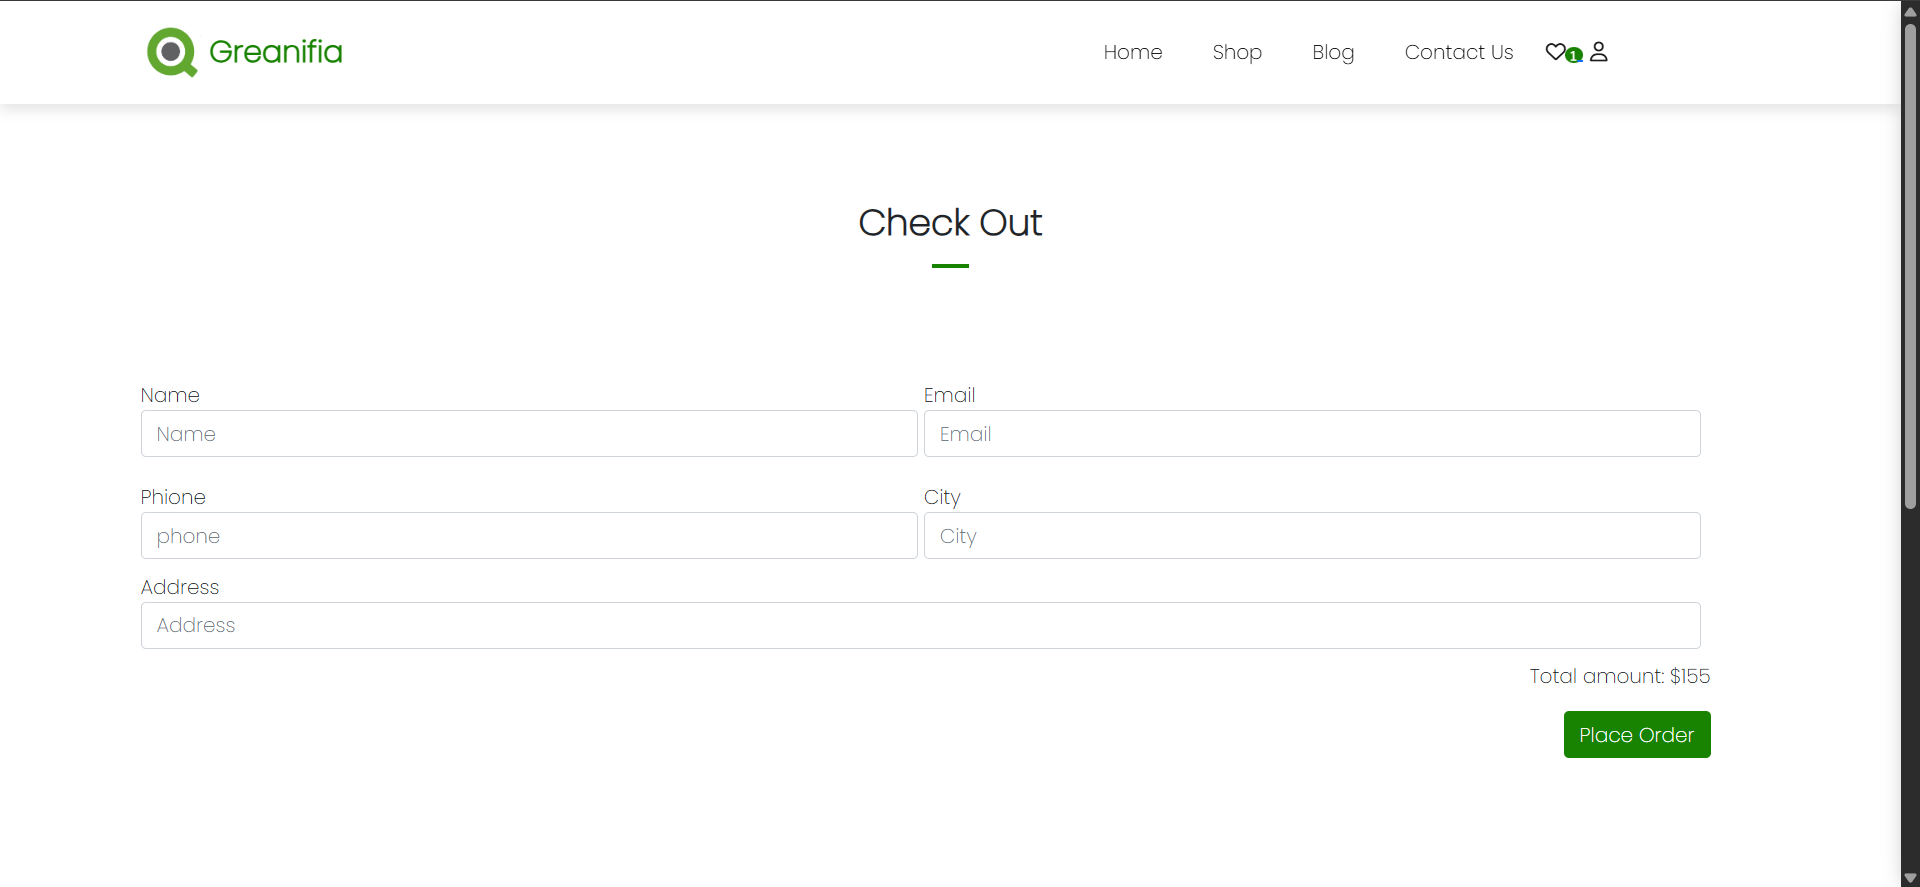 Greanifia
Home Shop Blog Contact Us 1
Check Out
Name Email
Name Email
Phione City
phone City
Address
Address
Total amount: $155
Place Order